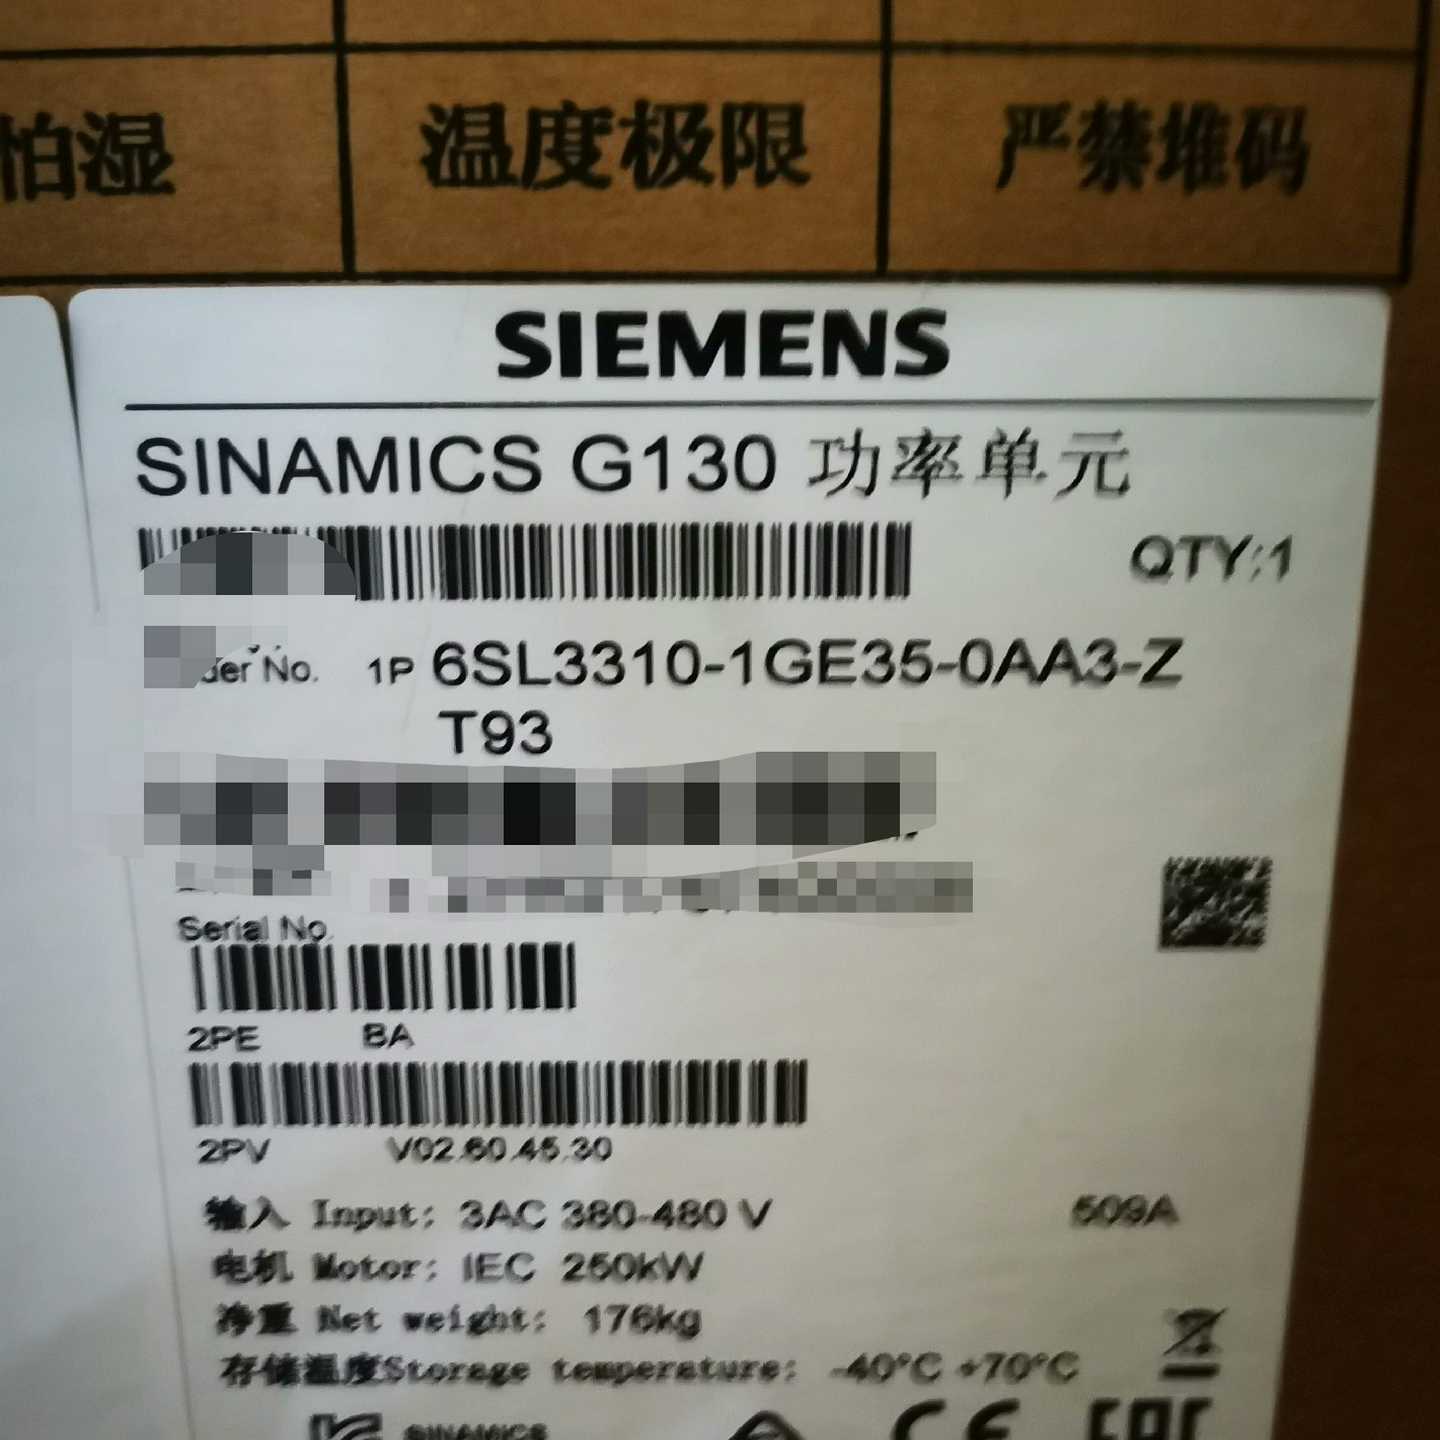 怕湿 温度极限 严禁堆码
SIEMENS
SINAMICS G130 功率单元
QTY:1
der No. 1P 6SL3310-1GE35-0AA3-Z
T93
Serial No.
2PE BA
2PV V02.60.45.30
输入 Input: 3AC 380-480 V 509A
电机 Motor: IEC 250kW
净重 Net weight: 176kg
存储温度Storage temperature: -40°C +70°C
SINAMICS CE EAC